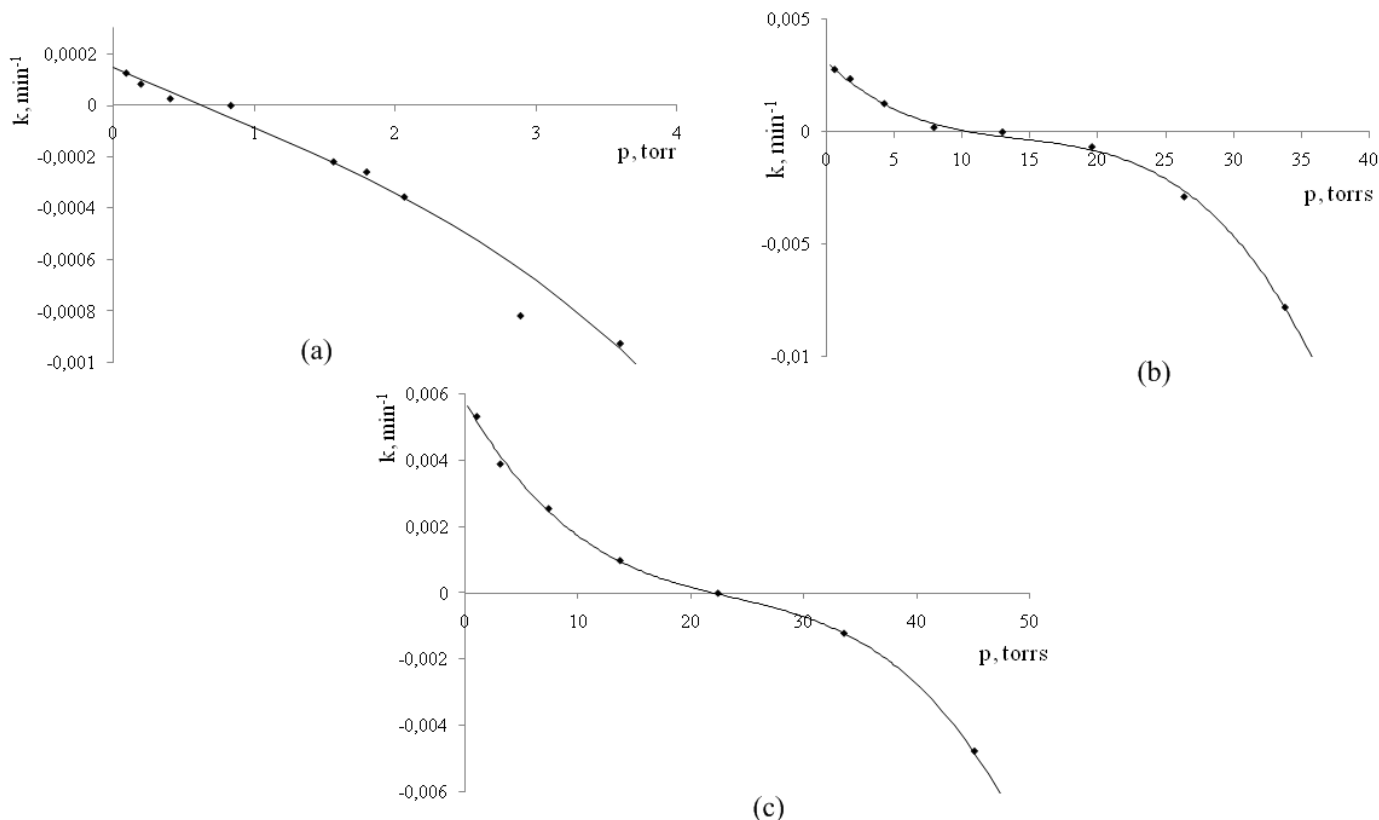 k, min-1
0,0002
0
-0,0002
-0,0004
-0,0006
-0,0008
-0,001
0 1 2 3 4
p, torr
(a)
k, min-1
0,005
0
-0,005
-0,01
0 5 10 15 20 25 30 35 40
p, torrs
(b)
k, min-1
0,006
0,004
0,002
0
-0,002
-0,004
-0,006
0 10 20 30 40 50
p, torrs
(c)